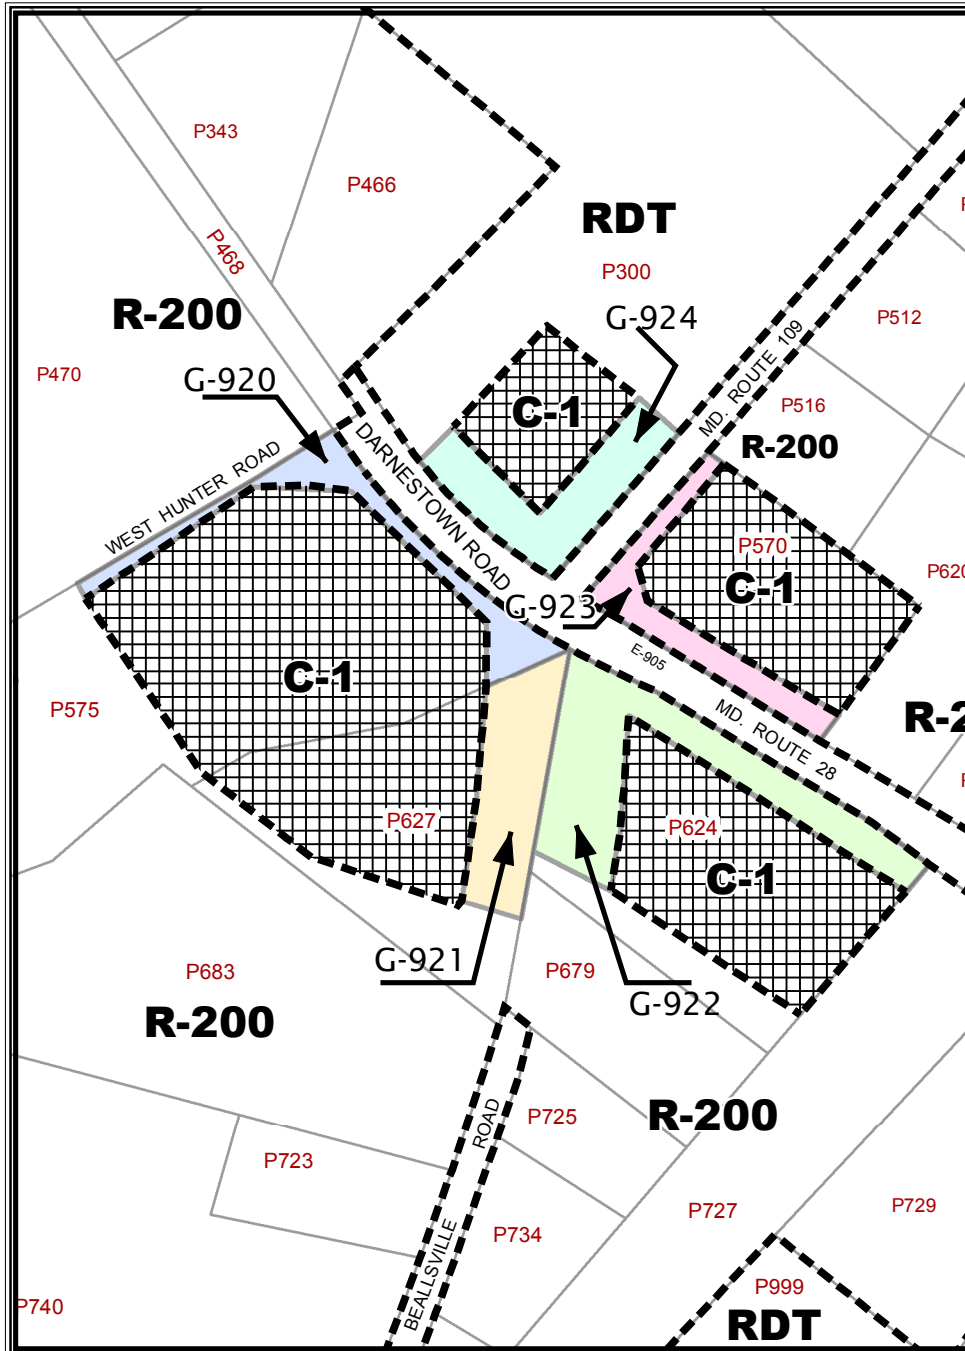 P343
P466
P468
RDT
P300
R-200
G-924
P512
P470
G-920
MD. ROUTE 109
C-1
P516
DARNESTOWN ROAD
R-200
WEST HUNTER ROAD
P570
P620
C-1
G-923
E-905
C-1
P575
MD. ROUTE 28
R-2
P627
P624
C-1
G-921
P683
P679
G-922
R-200
ROAD
P725
R-200
P723
P727
P729
P734
BEALLSVILLE
P999
P740
RDT